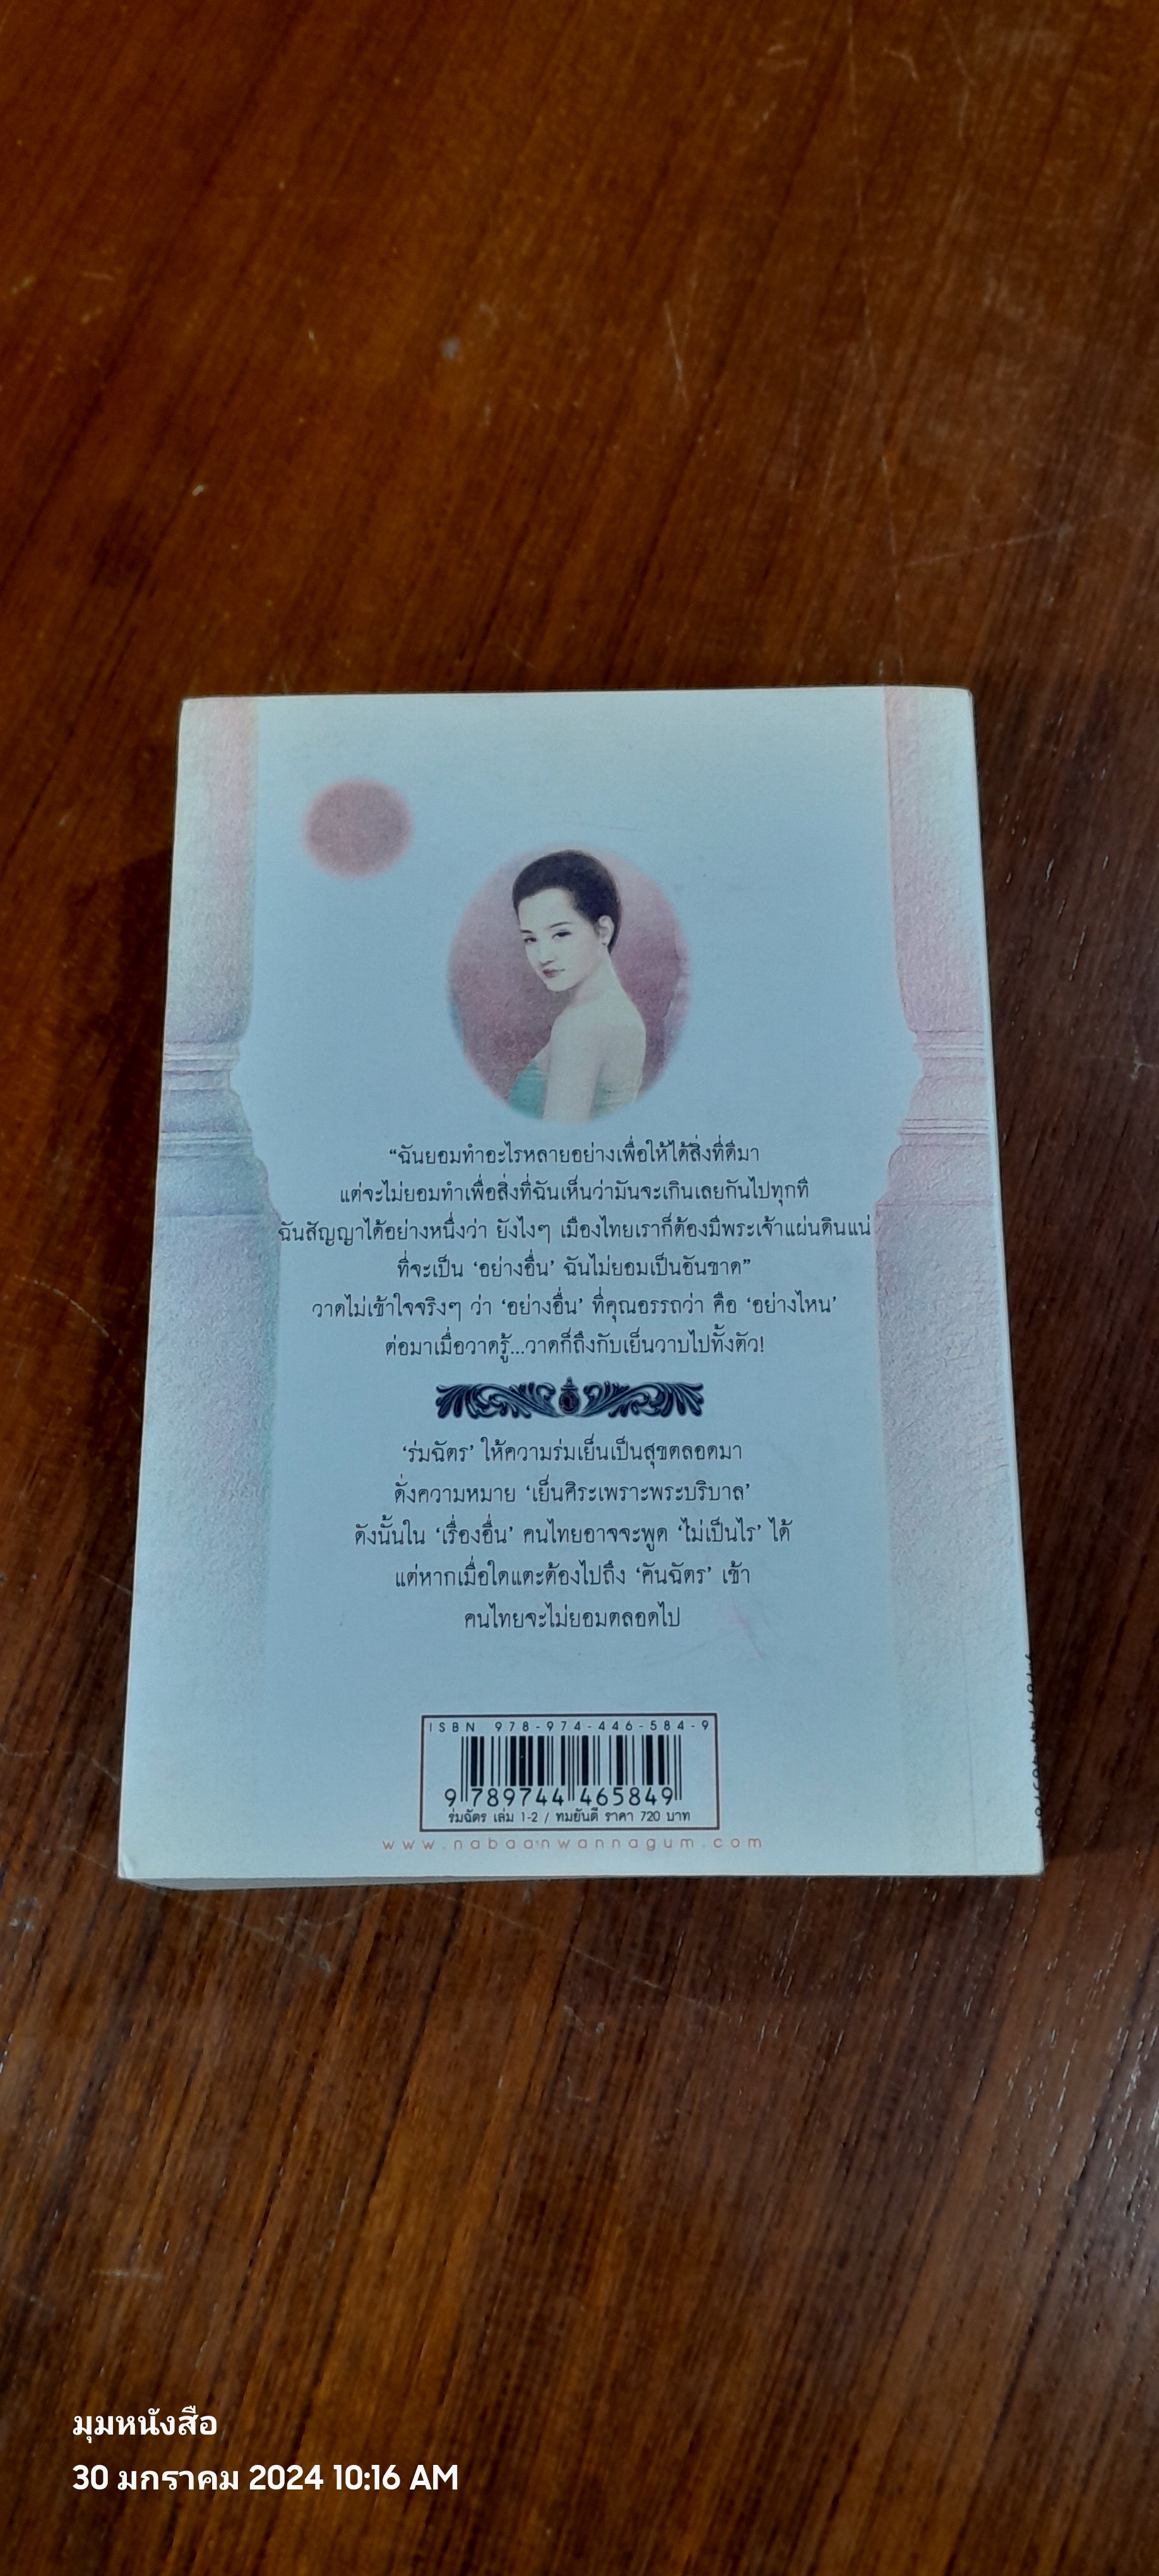 “ฉันยอมทำอะไรหลายอย่างเพื่อให้ได้สิ่งที่ดีมา
แต่จะไม่ยอมทำเพื่อสิ่งที่ฉันเห็นว่ามันจะเกินเลยกันไปทุกที
ฉันสัญญาได้อย่างหนึ่งว่า ยังไงๆ เมืองไทยเราก็ต้องมีพระเจ้าแผ่นดินแน่
ที่จะเป็น ‘อย่างอื่น’ ฉันไม่ยอมเป็นอันขาด”
วาดไม่เข้าใจจริงๆ ว่า ‘อย่างอื่น’ ที่คุณอรรถว่า คือ ‘อย่างไหน’
ต่อมาเมื่อวาดรู้...วาดก็ถึงกับเย็นวาบไปทั้งตัว!
‘ร่มฉัตร’ ให้ความร่มเย็นเป็นสุขตลอดมา
ดั่งความหมาย ‘เย็นศิระเพราะพระบริบาล’
ดังนั้นใน ‘เรื่องอื่น’ คนไทยอาจจะพูด ‘ไม่เป็นไร’ ได้
แต่หากเมื่อใดแตะต้องไปถึง ‘คันฉัตร’ เข้า
คนไทยจะไม่ยอมตลอดไป
ISBN 978-974-446-584-9
9 789744 465849
ร่มฉัตร เล่ม 1-2 / ทมยันตี ราคา 720 บาท
www.nabaanwannagum.com
มุมหนังสือ
30 มกราคม 2024 10:16 AM